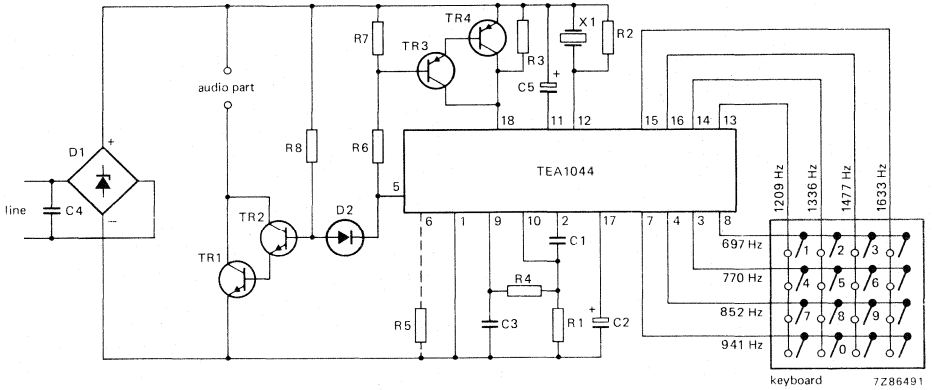 TR4
X1
R7
TR3
R2
R3
audio part
C5
+
+
18
11
12
15
16
14
13
D1
R8
R6
TEA1044
1209 Hz
1336 Hz
1477 Hz
1633 Hz
5
line
C4
–
TR2
D2
6
1
9
10
2
17
7
4
3
8
C1
697 Hz
1
2
3
TR1
R4
770 Hz
4
5
6
+
R5
C3
R1
C2
852 Hz
7
8
9
941 Hz
0
keyboard
7Z86491